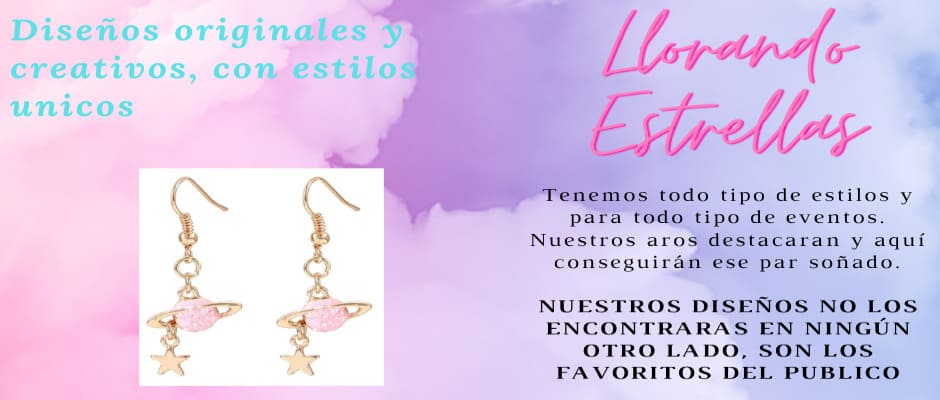 Diseños originales y
creativos, con estilos
unicos
Llorando
Estrellas
Tenemos todo tipo de estilos y
para todo tipo de eventos.
Nuestros aros destacaran y aquí
conseguirán ese par soñado.
NUESTROS DISEÑOS NO LOS
ENCONTRARAS EN NINGÚN
OTRO LADO, SON LOS
FAVORITOS DEL PUBLICO